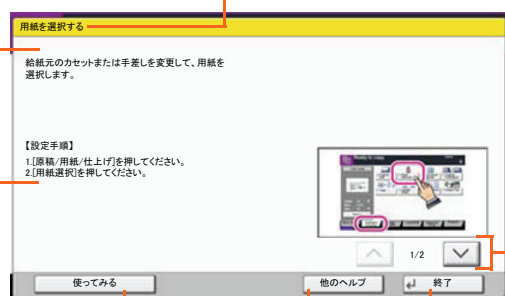 用紙を選択する
給紙元のカセットまたは手差しを変更して、用紙を
選択します。
【設定手順】
1.[原稿/用紙/仕上げ]を押してください。
2.[用紙選択]を押してください。
Ready to copy.
1/2
使ってみる
他のヘルプ
終了